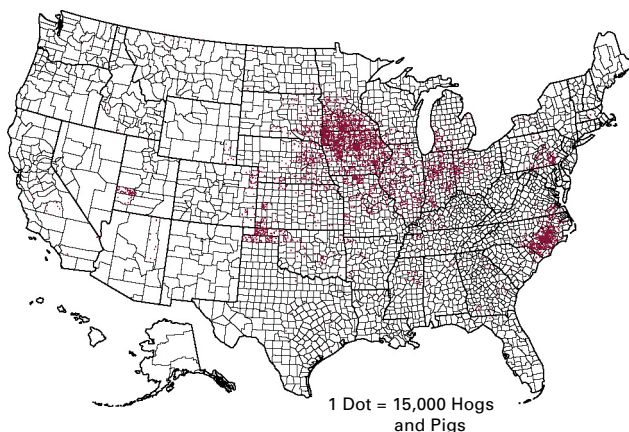 1 Dot = 15,000 Hogs
and Pigs